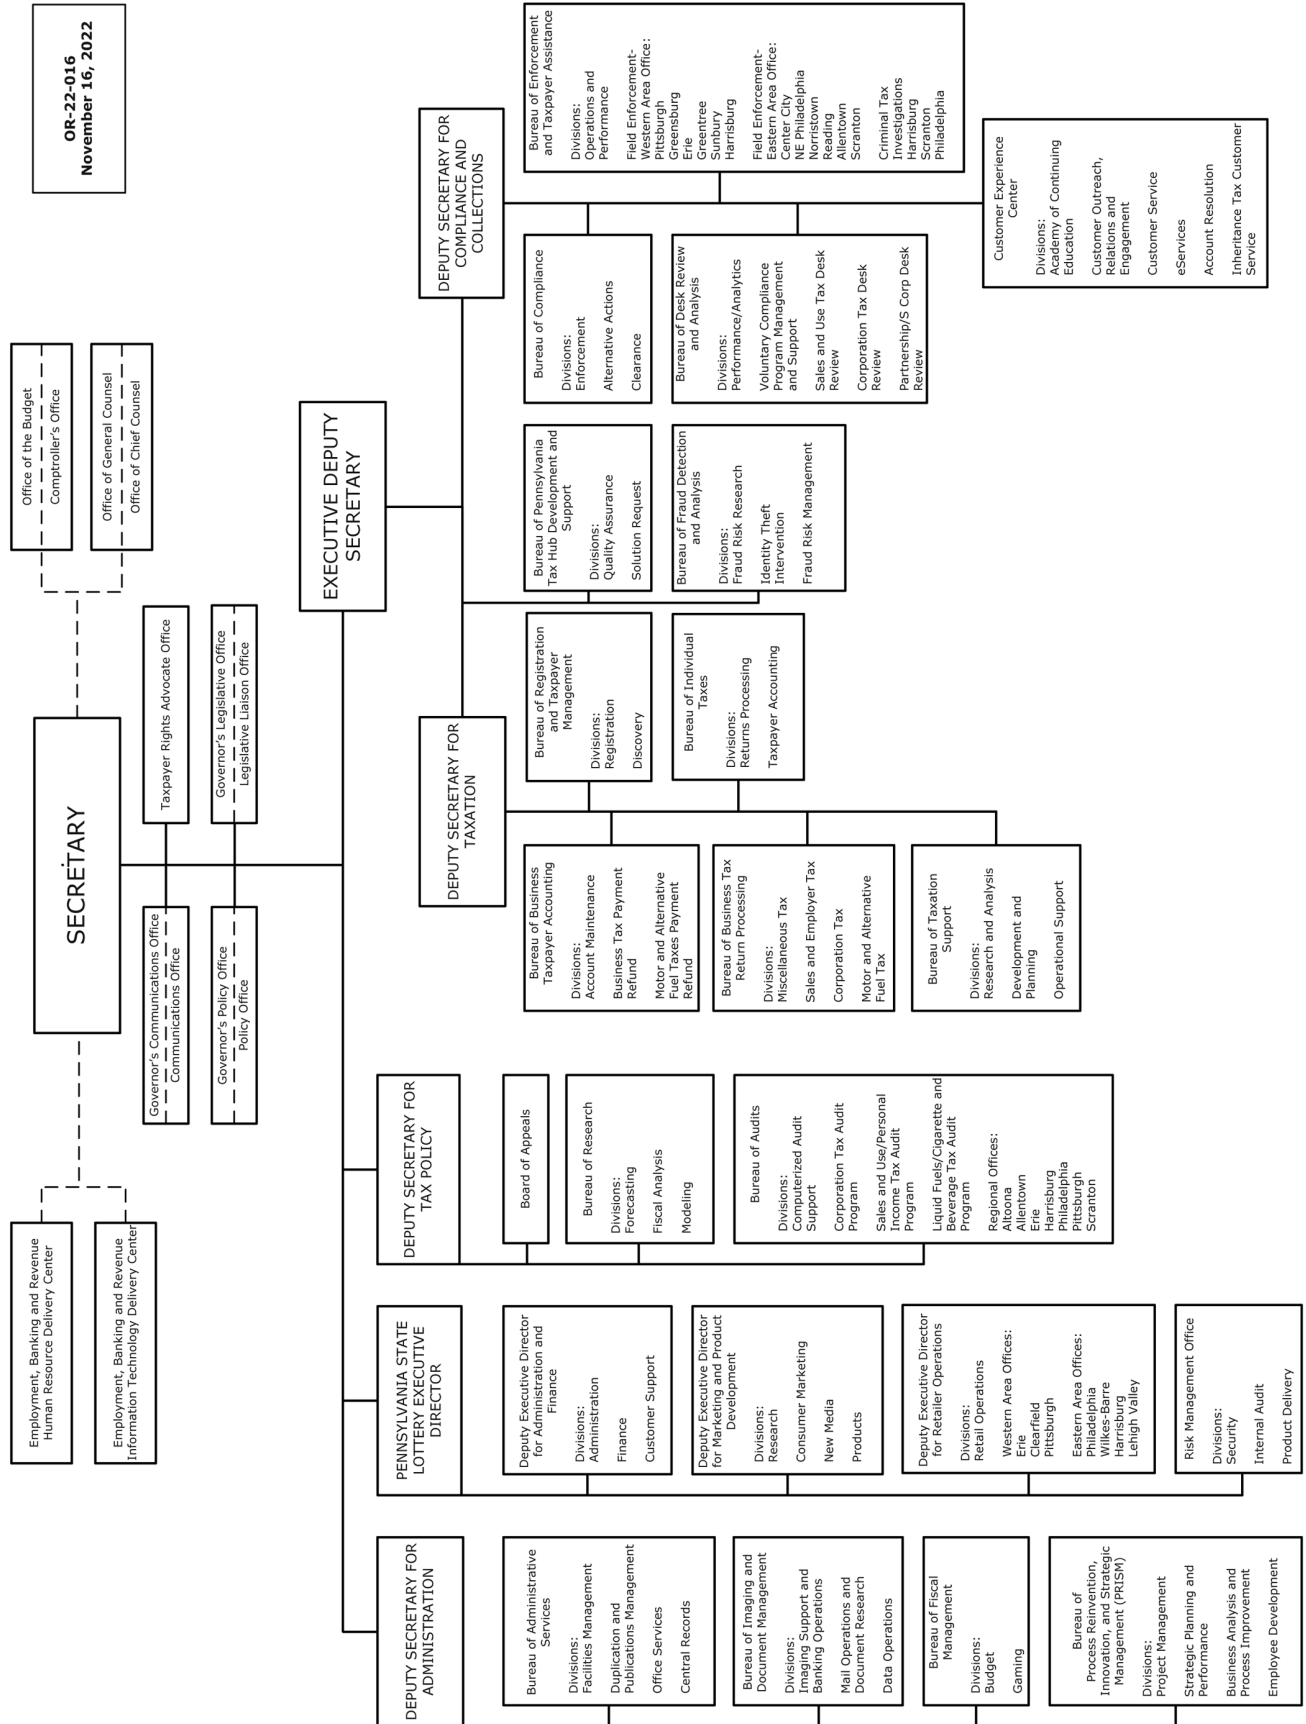 OR-22-016
November 16, 2022
Employment, Banking and Revenue
Human Resource Delivery Center
Employment, Banking and Revenue
Information Technology Delivery Center
SECRETARY
Office of the Budget
Comptroller's Office
Office of General Counsel
Office of Chief Counsel
Governor's Communications Office
Communications Office
Taxpayer Rights Advocate Office
Governor's Policy Office
Policy Office
Governor's Legislative Office
Legislative Liaison Office
EXECUTIVE DEPUTY
SECRETARY
DEPUTY SECRETARY FOR
ADMINISTRATION
Bureau of Administrative
Services
Divisions:
Facilities Management
Duplication and
Publications Management
Office Services
Central Records
Bureau of Imaging and
Document Management
Divisions:
Imaging Support and
Banking Operations
Mail Operations and
Document Research
Data Operations
Bureau of Fiscal
Management
Divisions:
Budget
Gaming
Bureau of
Process Reinvention,
Innovation, and Strategic
Management (PRISM)
Divisions:
Project Management
Strategic Planning and
Performance
Business Analysis and
Process Improvement
Employee Development
PENNSYLVANIA STATE
LOTTERY EXECUTIVE
DIRECTOR
Deputy Executive Director
for Administration and
Finance
Divisions:
Administration
Finance
Customer Support
Deputy Executive Director
for Marketing and Product
Development
Divisions:
Research
Consumer Marketing
New Media
Products
Deputy Executive Director
for Retailer Operations
Divisions:
Retail Operations
Western Area Offices:
Erie
Clearfield
Pittsburgh
Eastern Area Offices:
Philadelphia
Wilkes-Barre
Harrisburg
Lehigh Valley
Risk Management Office
Divisions:
Security
Internal Audit
Product Delivery
DEPUTY SECRETARY FOR
TAX POLICY
Board of Appeals
Bureau of Research
Divisions:
Forecasting
Fiscal Analysis
Modeling
Bureau of Audits
Divisions:
Computerized Audit
Support
Corporation Tax Audit
Program
Sales and Use/Personal
Income Tax Audit
Program
Liquid Fuels/Cigarette and
Beverage Tax Audit
Program
Regional Offices:
Altoona
Allentown
Erie
Harrisburg
Philadelphia
Pittsburgh
Scranton
DEPUTY SECRETARY FOR
TAXATION
Bureau of Business
Taxpayer Accounting
Divisions:
Account Maintenance
Business Tax Payment
Refund
Motor and Alternative
Fuel Taxes Payment
Refund
Bureau of Business Tax
Return Processing
Divisions:
Miscellaneous Tax
Sales and Employer Tax
Corporation Tax
Motor and Alternative
Fuel Tax
Bureau of Taxation
Support
Divisions:
Research and Analysis
Development and
Planning
Operational Support
Bureau of Registration
and Taxpayer
Management
Divisions:
Registration
Discovery
Bureau of Individual
Taxes
Divisions:
Returns Processing
Taxpayer Accounting
Bureau of Pennsylvania
Tax Hub Development and
Support
Divisions:
Quality Assurance
Solution Request
Bureau of Fraud Detection
and Analysis
Divisions:
Fraud Risk Research
Identity Theft
Intervention
Fraud Risk Management
DEPUTY SECRETARY FOR
COMPLIANCE AND
COLLECTIONS
Bureau of Compliance
Divisions:
Enforcement
Alternative Actions
Clearance
Bureau of Desk Review
and Analysis
Divisions:
Performance/Analytics
Voluntary Compliance
Program Management
and Support
Sales and Use Tax Desk
Review
Corporation Tax Desk
Review
Partnership/S Corp Desk
Review
Bureau of Enforcement
and Taxpayer Assistance
Divisions:
Operations and
Performance
Field Enforcement-
Western Area Office:
Pittsburgh
Greensburg
Erie
Greentree
Sunbury
Harrisburg
Field Enforcement-
Eastern Area Office:
Center City
NE Philadelphia
Norristown
Reading
Allentown
Scranton
Criminal Tax
Investigations
Harrisburg
Scranton
Philadelphia
Customer Experience
Center
Divisions:
Academy of Continuing
Education
Customer Outreach,
Relations and
Engagement
Customer Service
eServices
Account Resolution
Inheritance Tax Customer
Service